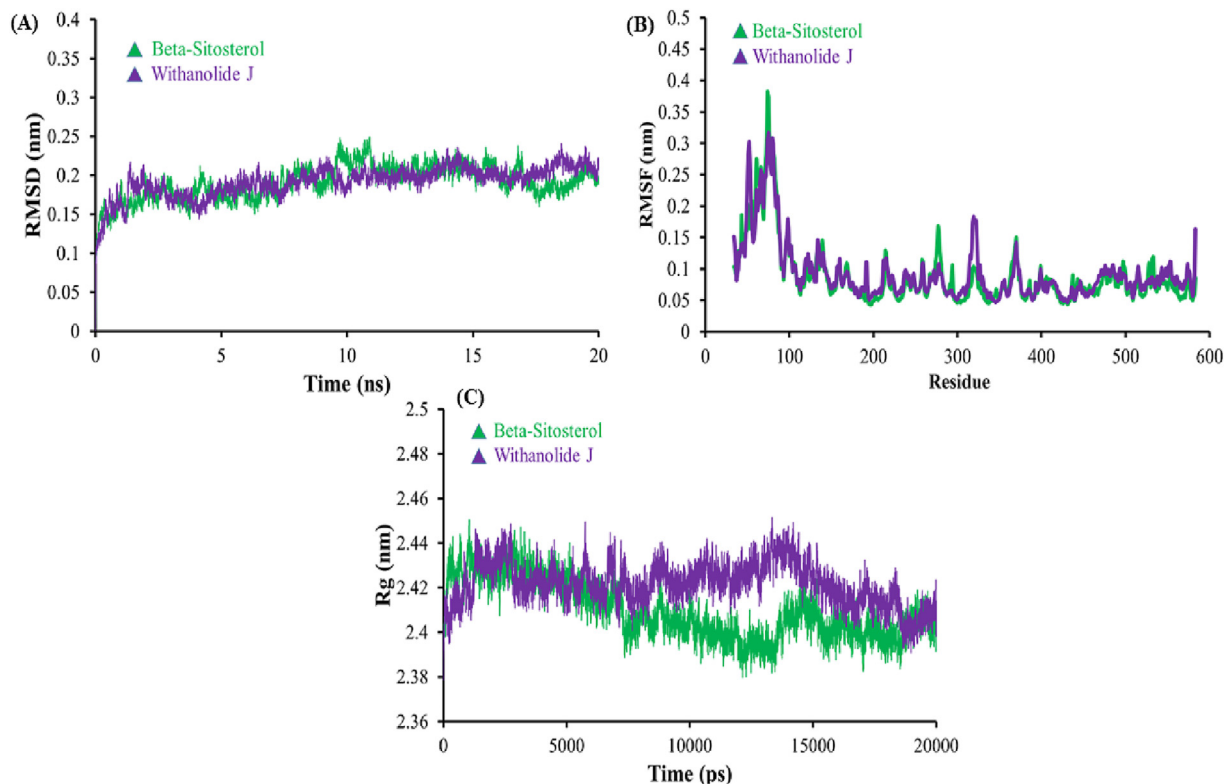 (A)
0.4
0.35
0.3
0.25
0.2
0.15
0.1
0.05
0
RMSD (nm)
Beta-Sitosterol
Withanolide J
0 5 10 15 20
Time (ns)
(B)
0.5
0.45
0.4
0.35
0.3
0.25
0.2
0.15
0.1
0.05
0
RMSF (nm)
Beta-Sitosterol
Withanolide J
0 100 200 300 400 500 600
Residue
(C)
2.5
2.48
2.46
2.44
2.42
2.4
2.38
2.36
Rg (nm)
Beta-Sitosterol
Withanolide J
0 5000 10000 15000 20000
Time (ps)